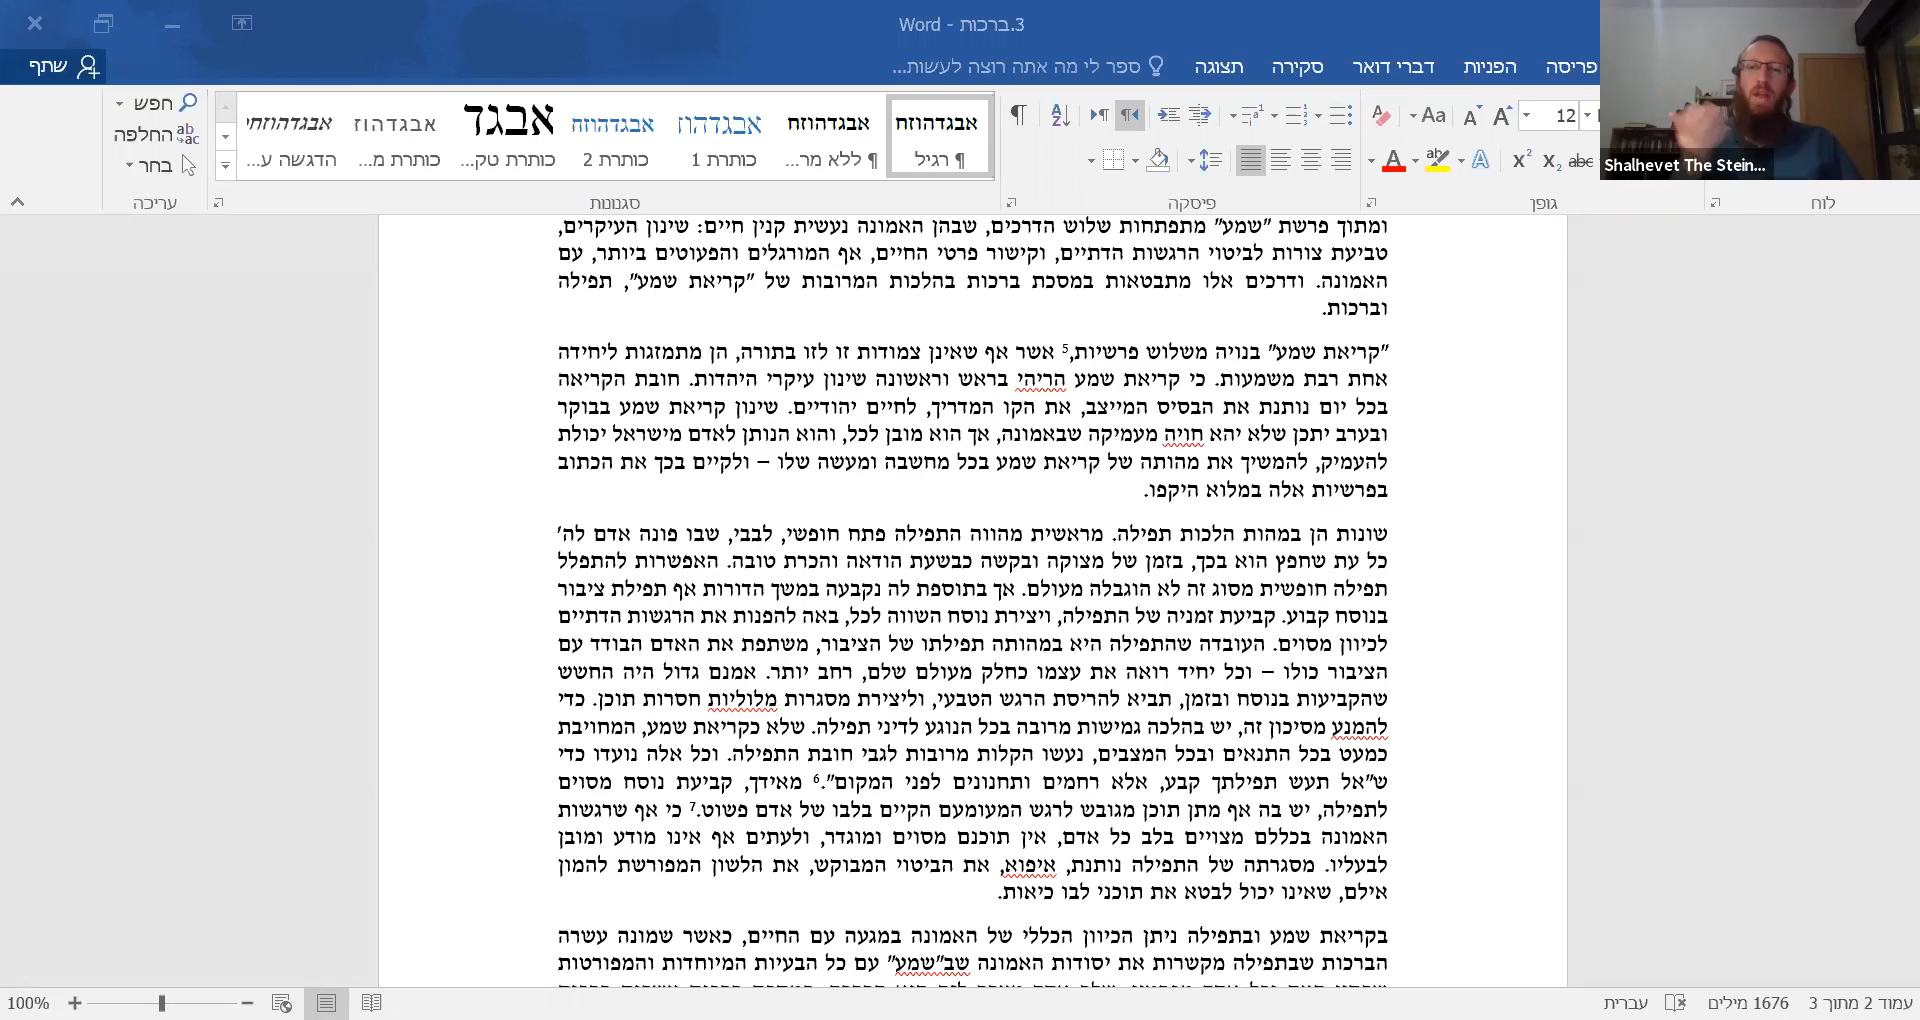 3.ברכות - Word
פריסה הפניות דברי דואר סקירה תצוגה ספר לי מה אתה רוצה לעשות... שתף
12 Aa
אבגדהוזח אבגדהוזח אבגדהוז אבגדהוזח אבגד אבגדהוז אבגדהוזחי
חפש
החלפה
¶ רגיל ¶ ללא מר... כותרת 1 כותרת 2 כותרת טק... כותרת מ... הדגשה ע... בחר
Shalhevet The Stein...
לוח גופן פיסקה סגנונות עריכה
ומתוך פרשת "שמע" מתפתחות שלוש הדרכים, שבהן האמונה נעשית קנין חיים: שינון העיקרים,
טביעת צורות לביטוי הרגשות הדתיים, וקישור פרטי החיים, אף המורגלים והפעוטים ביותר, עם
האמונה. ודרכים אלו מתבטאות במסכת ברכות בהלכות המרובות של "קריאת שמע", תפילה
וברכות.
"קריאת שמע" בנויה משלוש פרשיות,5 אשר אף שאינן צמודות זו לזו בתורה, הן מתמזגות ליחידה
אחת רבת משמעות. כי קריאת שמע הריהי בראש וראשונה שינון עיקרי היהדות. חובת הקריאה
בכל יום נותנת את הבסיס המייצב, את הקו המדריך, לחיים יהודיים. שינון קריאת שמע בבוקר
ובערב יתכן שלא יהא חויה מעמיקה שבאמונה, אך הוא מובן לכל, והוא הנותן לאדם מישראל יכולת
להעמיק, להמשיך את מהותה של קריאת שמע בכל מחשבה ומעשה שלו – ולקיים בכך את הכתוב
בפרשיות אלה במלוא היקפו.
שונות הן במהות הלכות תפילה. מראשית מהווה התפילה פתח חופשי, לבבי, שבו פונה אדם לה'
כל עת שחפץ הוא בכך, בזמן של מצוקה ובקשה כבשעת הודאה והכרת טובה. האפשרות להתפלל
תפילה חופשית מסוג זה לא הוגבלה מעולם. אך בתוספת לה נקבעה במשך הדורות אף תפילת ציבור
בנוסח קבוע. קביעת זמניה של התפילה, ויצירת נוסח השווה לכל, באה להפנות את הרגשות הדתיים
לכיוון מסוים. העובדה שהתפילה היא במהותה תפילתו של הציבור, משתפת את האדם הבודד עם
הציבור כולו – וכל יחיד רואה את עצמו כחלק מעולם שלם, רחב יותר. אמנם גדול היה החשש
שהקביעות בנוסח ובזמן, תביא להריסת הרגש הטבעי, וליצירת מסגרות מלוליות חסרות תוכן. כדי
להמנע מסיכון זה, יש בהלכה גמישות מרובה בכל הנוגע לדיני תפילה. שלא כקריאת שמע, המחויבת
כמעט בכל התנאים ובכל המצבים, נעשו הקלות מרובות לגבי חובת התפילה. וכל אלה נועדו כדי
ש"אל תעש תפילתך קבע, אלא רחמים ותחנונים לפני המקום".6 מאידך, קביעת נוסח מסוים
לתפילה, יש בה אף מתן תוכן מגובש לרגש המעומעם הקיים בלבו של אדם פשוט.7 כי אף שרגשות
האמונה בכללם מצויים בלב כל אדם, אין תוכנם מסוים ומוגדר, ולעתים אף אינו מודע ומובן
לבעליו. מסגרתה של התפילה נותנת, איפוא, את הביטוי המבוקש, את הלשון המפורשת להמון
אילם, שאינו יכול לבטא את תוכני לבו כיאות.
בקריאת שמע ובתפילה ניתן הכיוון הכללי של האמונה במגעה עם החיים, כאשר שמונה עשרה
הברכות שבתפילה מקשרות את יסודות האמונה שב"שמע" עם כל הבעיות המיוחדות והמפורטות
עמוד 2 מתוך 3 1676 מילים עברית 100%